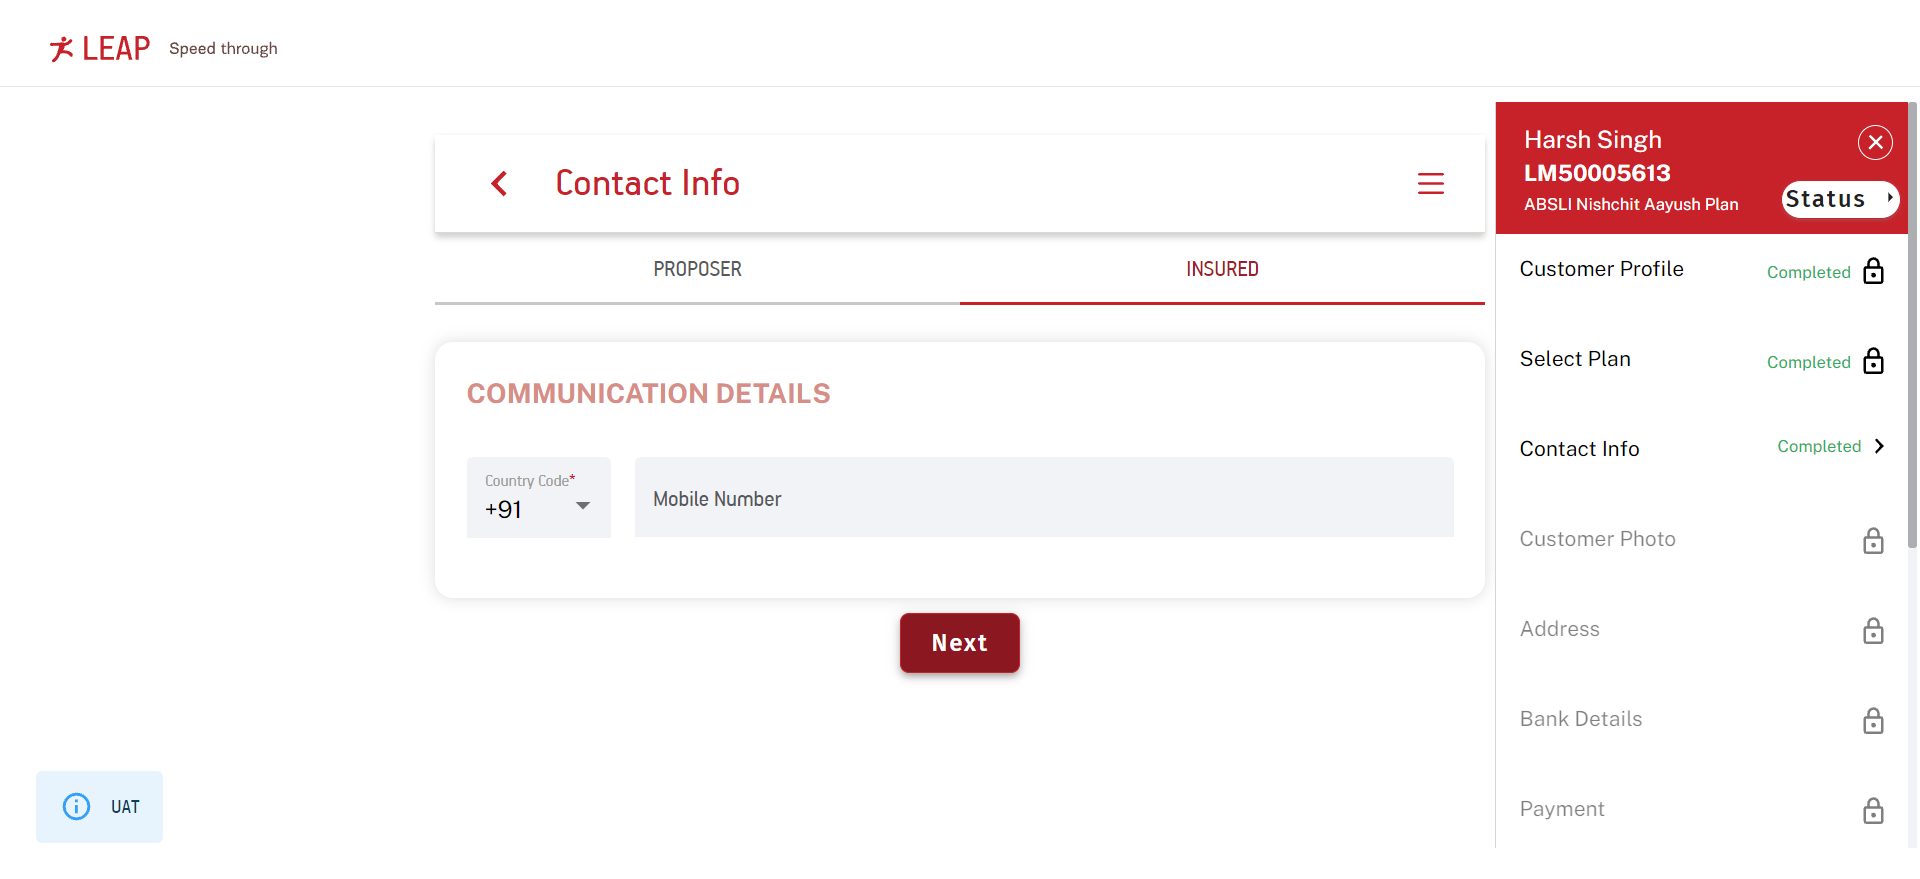 LEAP Speed through
Contact Info
PROPOSER INSURED
COMMUNICATION DETAILS
Country Code*
+91
Mobile Number
Next
UAT
Harsh Singh
LM50005613
ABSLI Nishchit Aayush Plan
Status
Customer Profile Completed
Select Plan Completed
Contact Info Completed
Customer Photo
Address
Bank Details
Payment